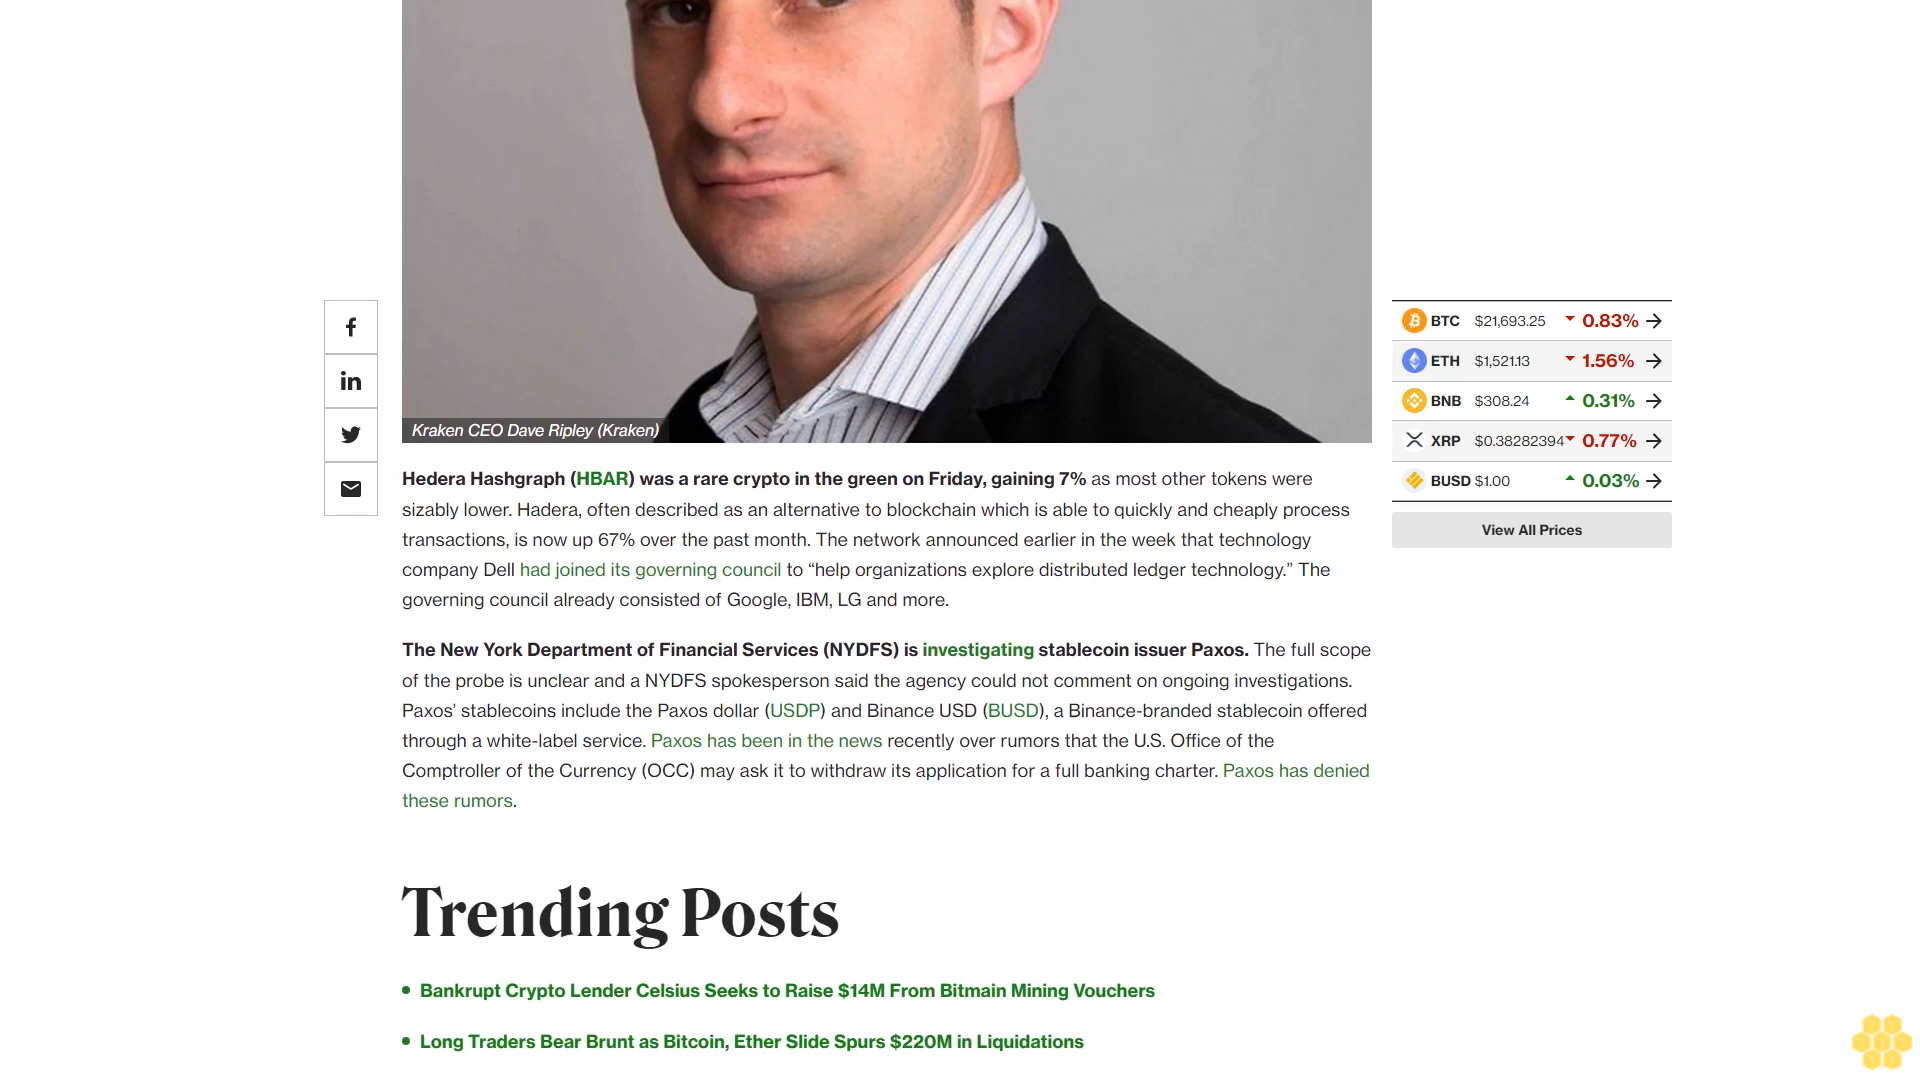 Kraken CEO Dave Ripley (Kraken)
Hedera Hashgraph (HBAR) was a rare crypto in the green on Friday, gaining 7% as most other tokens were
sizably lower. Hadera, often described as an alternative to blockchain which is able to quickly and cheaply process
transactions, is now up 67% over the past month. The network announced earlier in the week that technology
company Dell had joined its governing council to “help organizations explore distributed ledger technology.” The
governing council already consisted of Google, IBM, LG and more.
The New York Department of Financial Services (NYDFS) is investigating stablecoin issuer Paxos. The full scope
of the probe is unclear and a NYDFS spokesperson said the agency could not comment on ongoing investigations.
Paxos’ stablecoins include the Paxos dollar (USDP) and Binance USD (BUSD), a Binance-branded stablecoin offered
through a white-label service. Paxos has been in the news recently over rumors that the U.S. Office of the
Comptroller of the Currency (OCC) may ask it to withdraw its application for a full banking charter. Paxos has denied
these rumors.
Trending Posts
Bankrupt Crypto Lender Celsius Seeks to Raise $14M From Bitmain Mining Vouchers
Long Traders Bear Brunt as Bitcoin, Ether Slide Spurs $220M in Liquidations
BTC $21,693.25 0.83%
ETH $1,521.13 1.56%
BNB $308.24 0.31%
XRP $0.38282394 0.77%
BUSD $1.00 0.03%
View All Prices